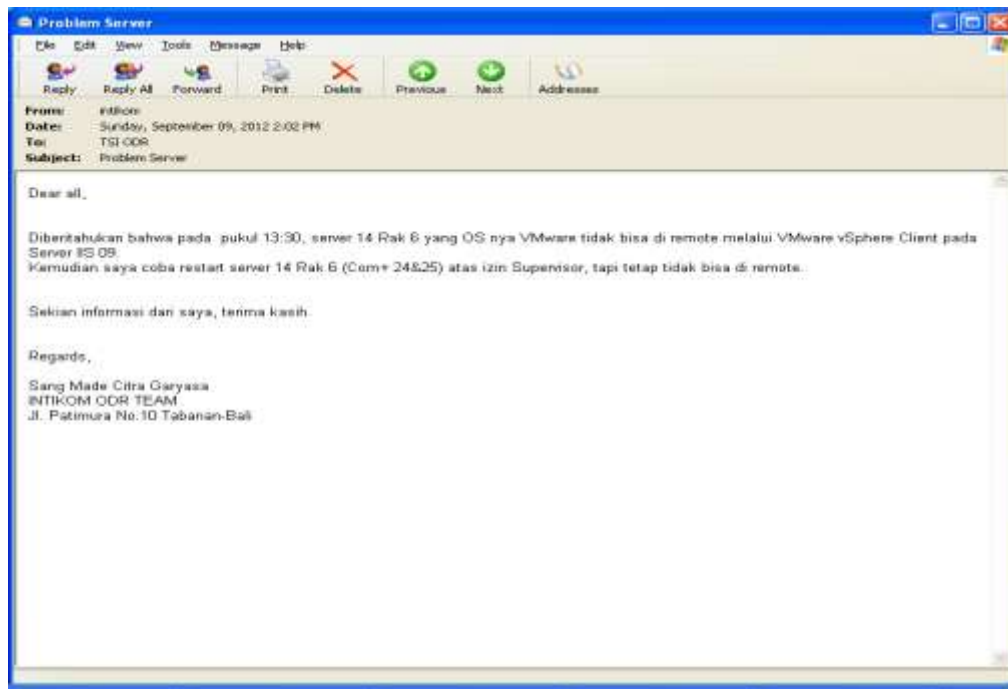 Problem Server
File Edit View Tools Message Help
Reply Reply All Forward Print Delete Previous Next Addresses
From: intikom
Date: Sunday, September 09, 2012 2:02 PM
To: TSI ODR
Subject: Problem Server
Dear all,
Diberitahukan bahwa pada pukul 13:30, server 14 Rak 6 yang OS nya VMware tidak bisa di remote melalui VMware vSphere Client pada
Server IIS 09.
Kemudian saya coba restart server 14 Rak 6 (Com+ 24&25) atas izin Supervisor, tapi tetap tidak bisa di remote.
Sekian informasi dari saya, terima kasih.
Regards,
Sang Made Citra Garyasa
INTIKOM ODR TEAM
Jl. Patimura No.10 Tabanan-Bali